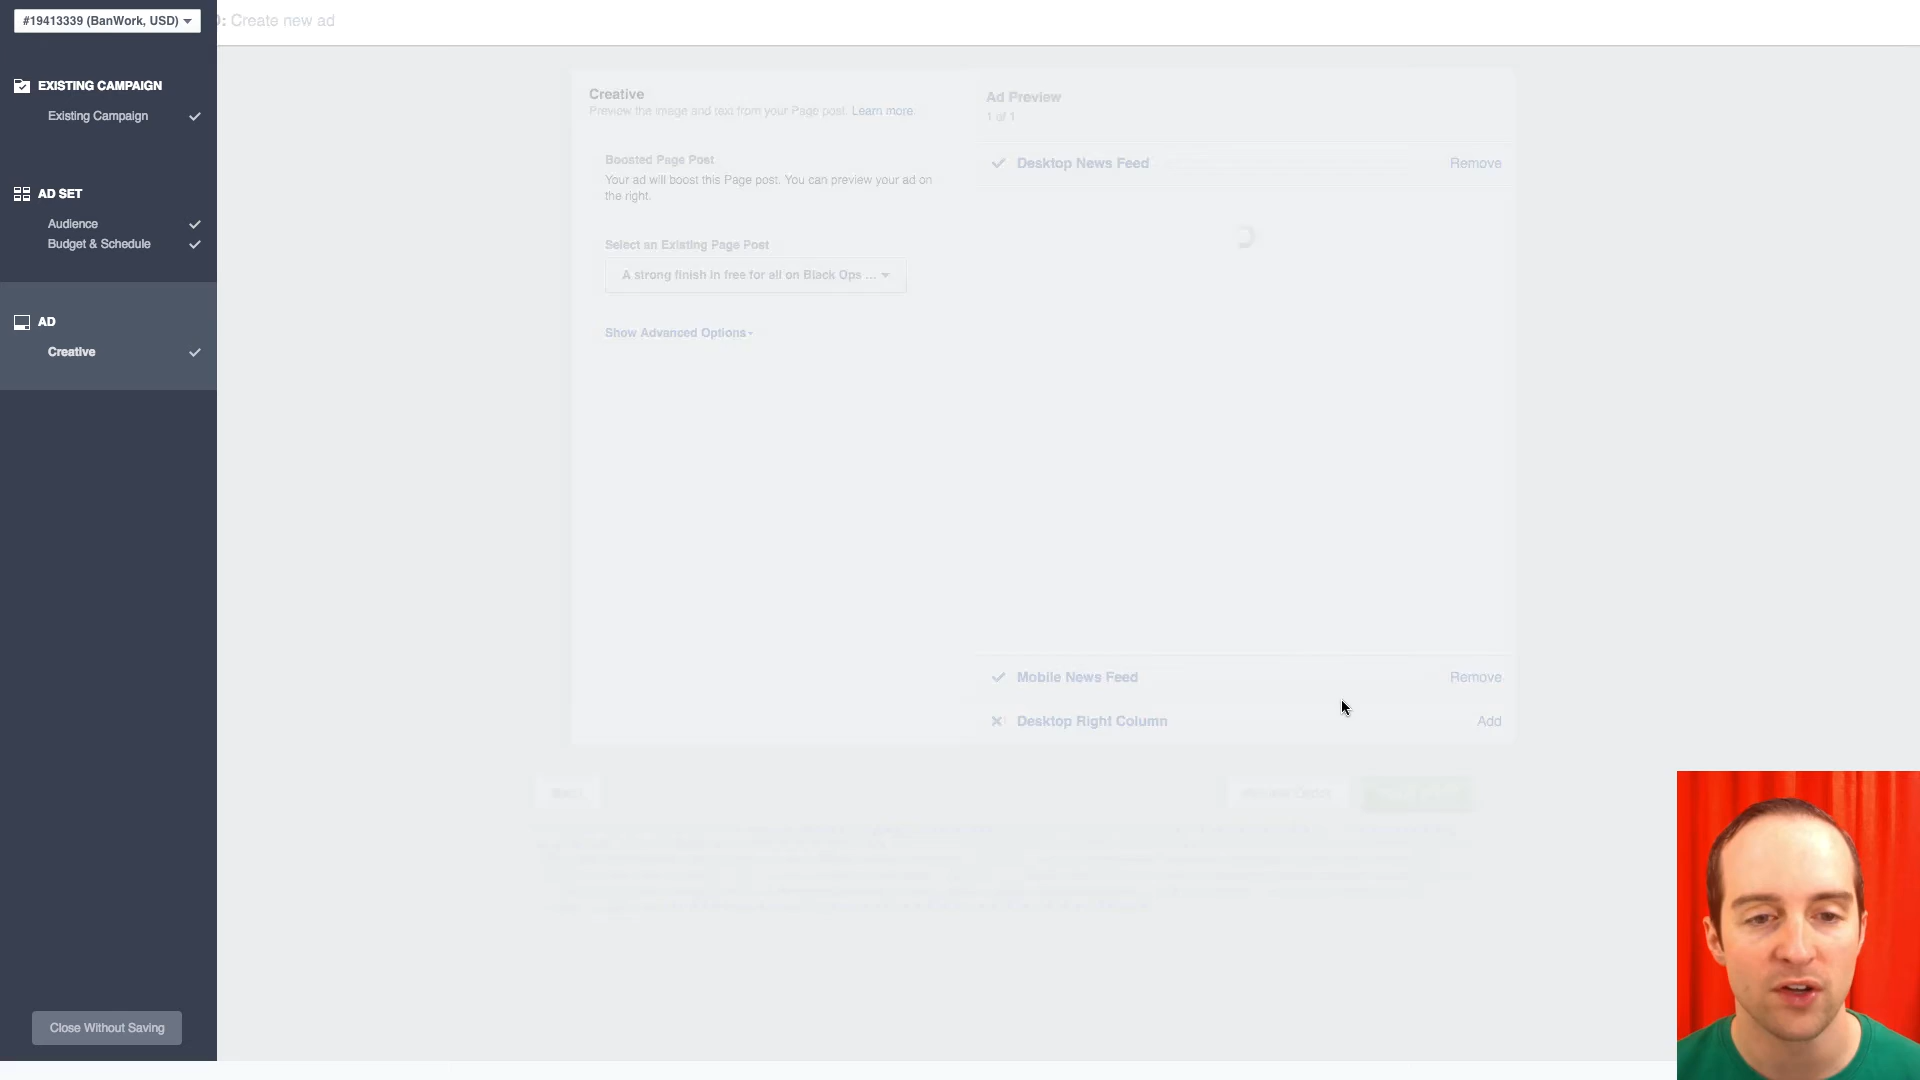 #19413339 (BanWork, USD)
: Create new ad
EXISTING CAMPAIGN
Existing Campaign
AD SET
Audience
Budget & Schedule
AD
Creative
Close Without Saving
Creative
Preview the image and text from your Page post. Learn more.
Boosted Page Post
Your ad will boost this Page post. You can preview your ad on
the right.
Select an Existing Page Post
A strong finish in free for all on Black Ops ...
Show Advanced Options
Ad Preview
1 of 1
Desktop News Feed
Remove
Mobile News Feed
Remove
Desktop Right Column
Add